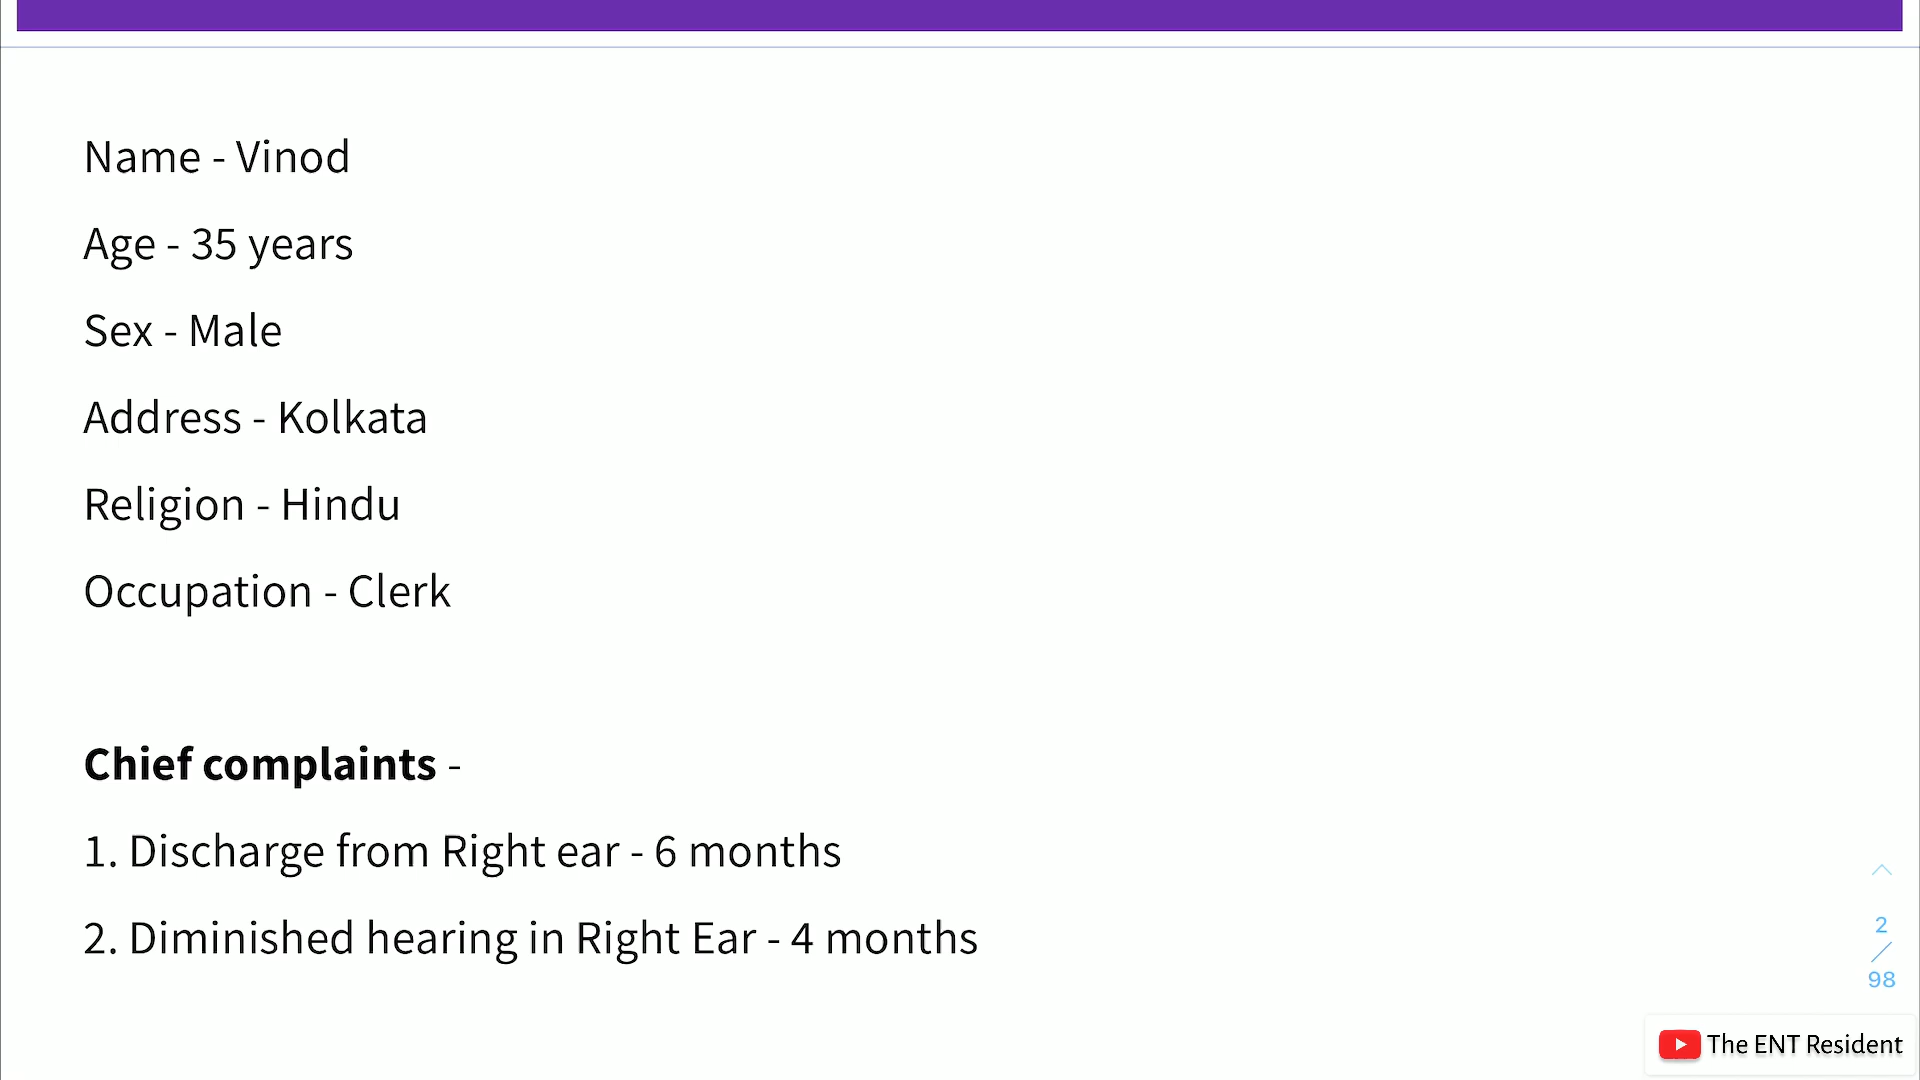 Name - Vinod
Age - 35 years
Sex - Male
Address - Kolkata
Religion - Hindu
Occupation - Clerk
Chief complaints -
1. Discharge from Right ear - 6 months
2. Diminished hearing in Right Ear - 4 months
2
/
98
The ENT Resident